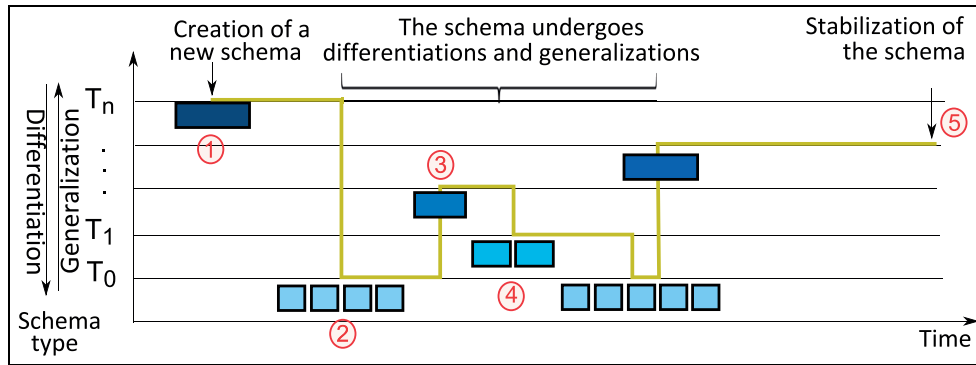 Creation of a
new schema
The schema undergoes
differentiations and generalizations
Stabilization of
the schema
Differentiation
Generalization
Tn
.
.
.
T1
T0
Schema
type
Time
1
2
3
4
5